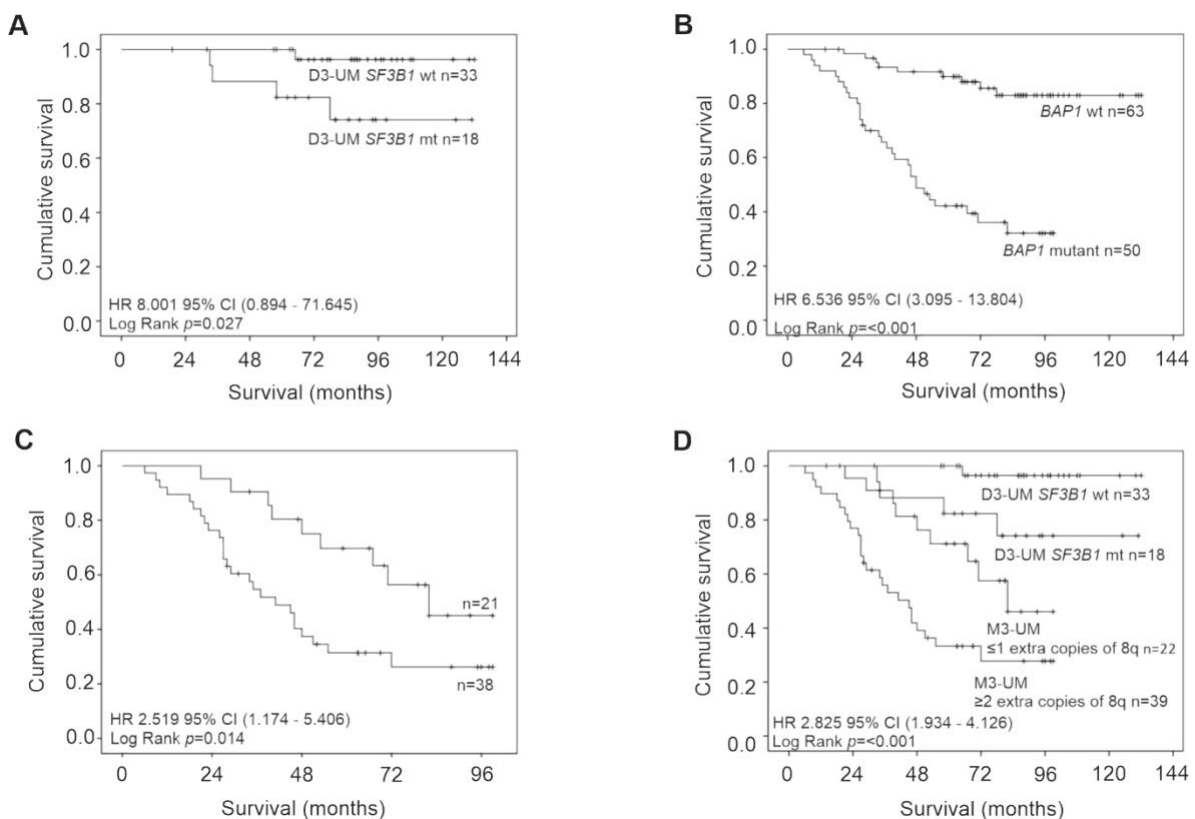 A
Cumulative survival
1.0
0.8
0.6
0.4
0.2
0.0
D3-UM SF3B1 wt n=33
D3-UM SF3B1 mt n=18
HR 8.001 95% CI (0.894 - 71.645)
Log Rank p=0.027
0 24 48 72 96 120 144
Survival (months)
B
Cumulative survival
1.0
0.8
0.6
0.4
0.2
0.0
BAP1 wt n=63
BAP1 mutant n=50
HR 6.536 95% CI (3.095 - 13.804)
Log Rank p=<0.001
0 24 48 72 96 120 144
Survival (months)
C
Cumulative survival
1.0
0.8
0.6
0.4
0.2
0.0
n=21
n=38
HR 2.519 95% CI (1.174 - 5.406)
Log Rank p=0.014
0 24 48 72 96
Survival (months)
D
Cumulative survival
1.0
0.8
0.6
0.4
0.2
0.0
D3-UM SF3B1 wt n=33
D3-UM SF3B1 mt n=18
M3-UM
≤1 extra copies of 8q n=22
M3-UM
≥2 extra copies of 8q n=39
HR 2.825 95% CI (1.934 - 4.126)
Log Rank p=<0.001
0 24 48 72 96 120 144
Survival (months)